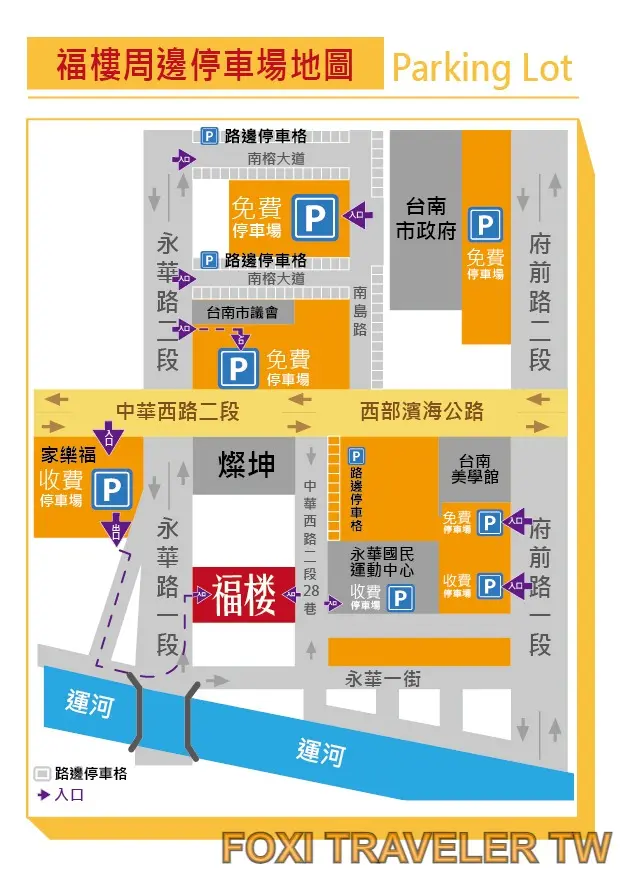 福樓周邊停車場地圖 Parking Lot
P 路邊停車格
入口 南榕大道
免費
停車場
P
入口
台南
市政府
P
免費
停車場
永華路二段
府前路二段
P 路邊停車格
入口 南榕大道
南島路
台南市議會
入口
P
免費
停車場
中華西路二段
西部濱海公路
入口
家樂福
收費
停車場
P
出口
燦坤
永華路一段
中華西路二段28巷
P
路邊停車格
台南
美學館
免費
停車場
P
入口
府前路一段
永華國民
運動中心
收費
停車場
P
入口
收費
停車場
P
入口
入口
福楼
入口
永華一街
運河
運河
路邊停車格
入口
FOXI TRAVELER TW